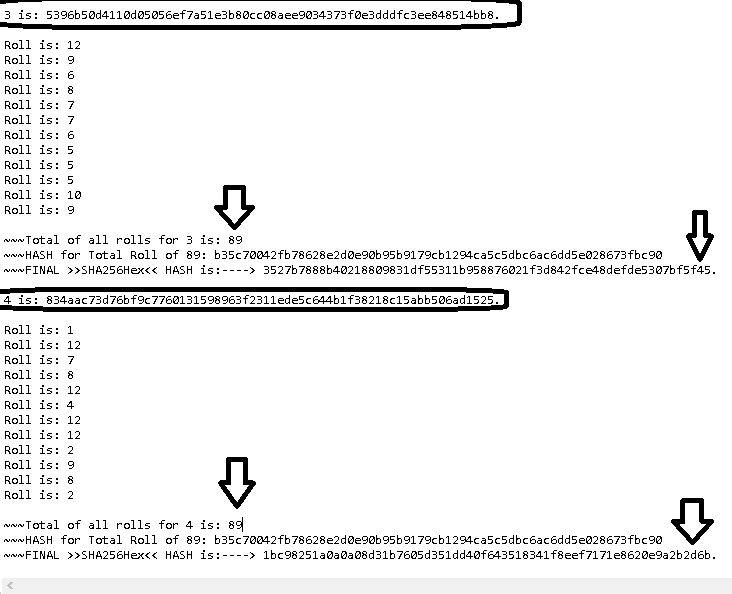 3 is: 5396b50d4110d05056ef7a51e3b80cc08aee9034373f0e3dddfc3ee848514bb8.
Roll is: 12
Roll is: 9
Roll is: 6
Roll is: 8
Roll is: 7
Roll is: 7
Roll is: 6
Roll is: 5
Roll is: 5
Roll is: 5
Roll is: 10
Roll is: 9
~~~Total of all rolls for 3 is: 89
~~~HASH for Total Roll of 89: b35c70042fb78628e2d0e90b95b9179cb1294ca5c5dbc6ac6dd5e028673fbc90
~~~FINAL >>SHA256Hex<< HASH is:----> 3527b7888b40218809831df55311b958876021f3d842fce48defde5307bf5f45.
4 is: 834aac73d76bf9c7760131598963f2311ede5c644b1f38218c15abb506ad1525.
Roll is: 1
Roll is: 12
Roll is: 7
Roll is: 8
Roll is: 12
Roll is: 4
Roll is: 12
Roll is: 12
Roll is: 2
Roll is: 9
Roll is: 8
Roll is: 2
~~~Total of all rolls for 4 is: 89
~~~HASH for Total Roll of 89: b35c70042fb78628e2d0e90b95b9179cb1294ca5c5dbc6ac6dd5e028673fbc90
~~~FINAL >>SHA256Hex<< HASH is:----> 1bc98251a0a0a08d31b7605d351dd40f643518341f8eef7171e8620e9a2b2d6b.